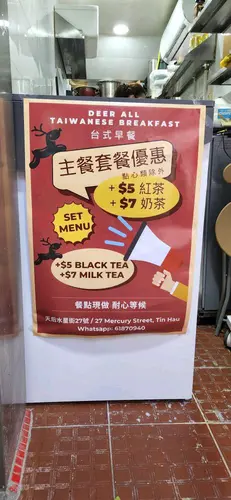 DEER ALL
TAIWANESE BREAKFAST
台式早餐
主餐套餐優惠
點心類除外
+ $5 紅茶
+ $7 奶茶
SET
MENU
+$5 BLACK TEA
+$7 MILK TEA
餐點現做 耐心等候
天后水星街27號 / 27 Mercury Street, Tin Hau
Whatsapp: 61870940